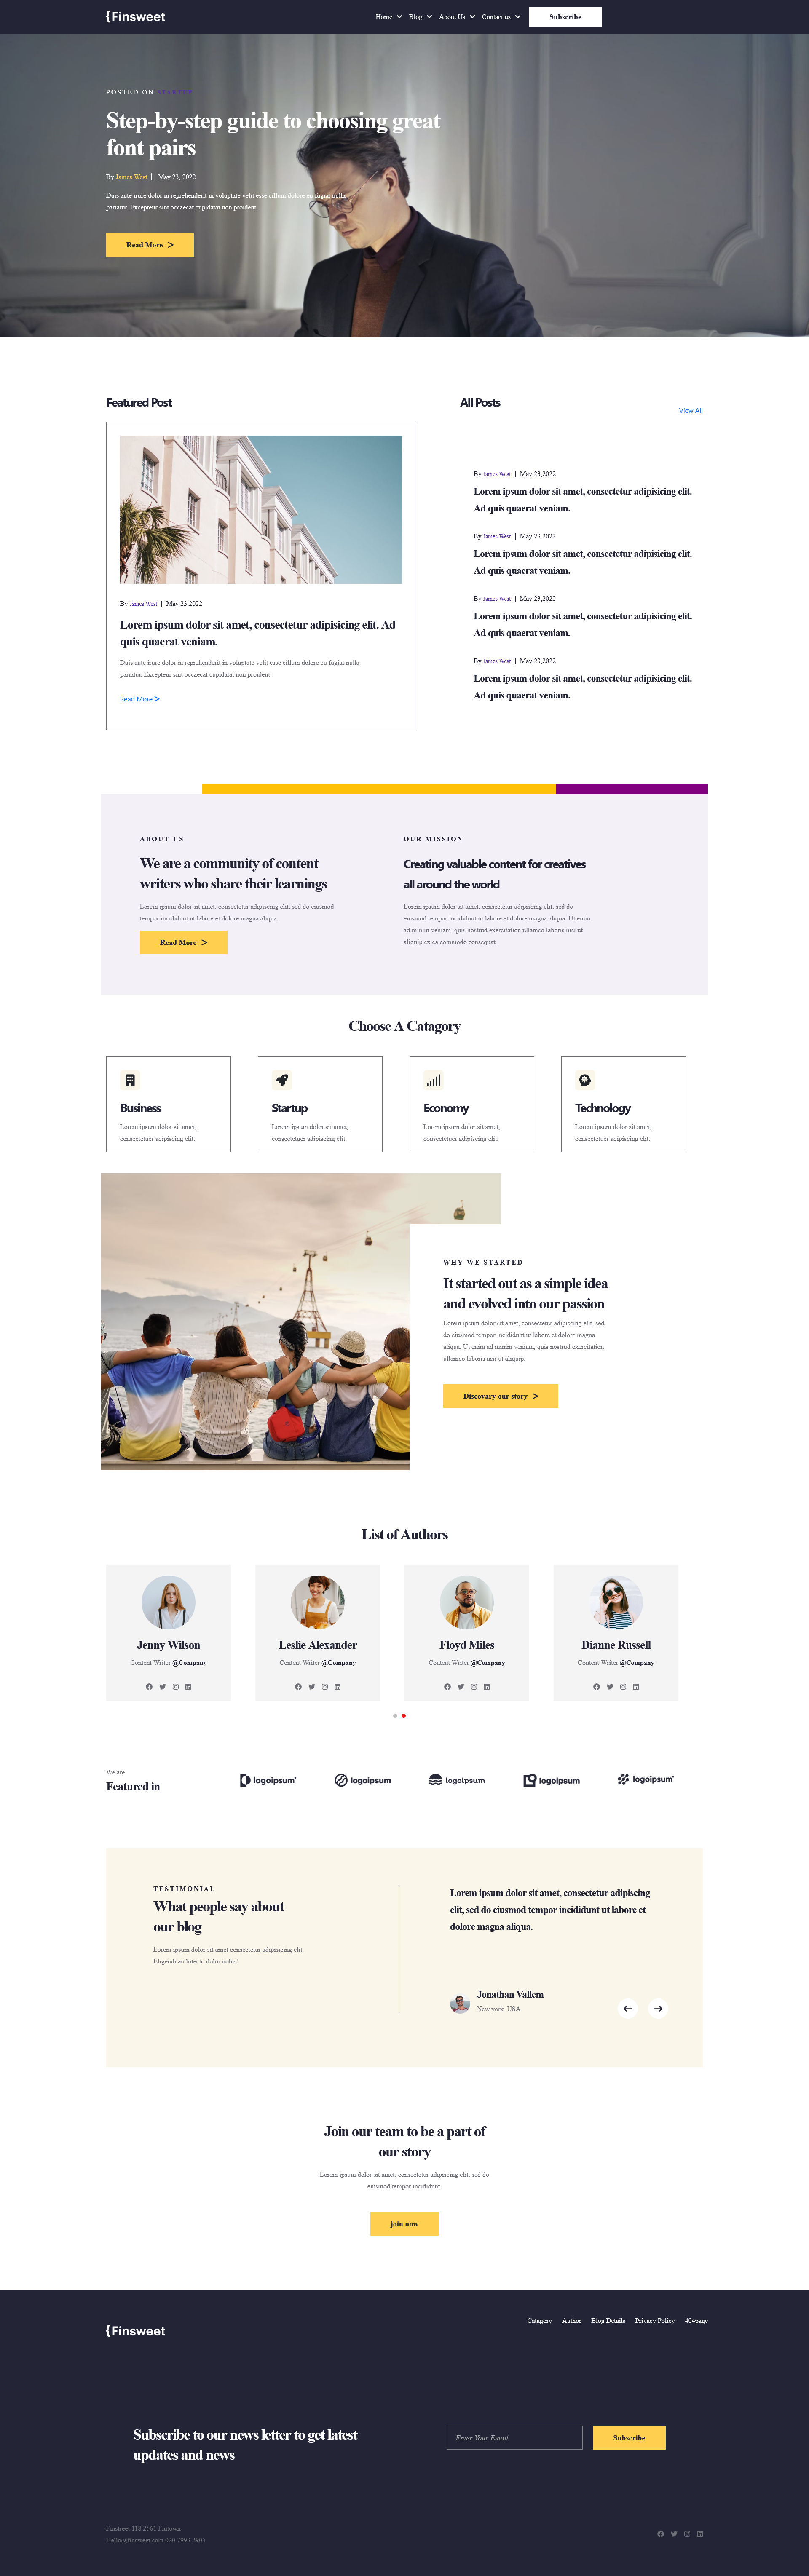 {Finsweet
Home Blog About Us Contact us Subscribe
POSTED ON STARTUP
Step-by-step guide to choosing great
font pairs
By James West | May 23, 2022
Duis aute irure dolor in reprehenderit in voluptate velit esse cillum dolore eu fugiat nulla
pariatur. Excepteur sint occaecat cupidatat non proident.
Read More >
Featured Post
By James West | May 23,2022
Lorem ipsum dolor sit amet, consectetur adipisicing elit. Ad
quis quaerat veniam.
Duis aute irure dolor in reprehenderit in voluptate velit esse cillum dolore eu fugiat nulla
pariatur. Excepteur sint occaecat cupidatat non proident.
Read More >
All Posts
View All
By James West | May 23,2022
Lorem ipsum dolor sit amet, consectetur adipisicing elit.
Ad quis quaerat veniam.
By James West | May 23,2022
Lorem ipsum dolor sit amet, consectetur adipisicing elit.
Ad quis quaerat veniam.
By James West | May 23,2022
Lorem ipsum dolor sit amet, consectetur adipisicing elit.
Ad quis quaerat veniam.
By James West | May 23,2022
Lorem ipsum dolor sit amet, consectetur adipisicing elit.
Ad quis quaerat veniam.
ABOUT US
We are a community of content
writers who share their learnings
Lorem ipsum dolor sit amet, consectetur adipiscing elit, sed do eiusmod
tempor incididunt ut labore et dolore magna aliqua.
Read More >
OUR MISSION
Creating valuable content for creatives
all around the world
Lorem ipsum dolor sit amet, consectetur adipiscing elit, sed do
eiusmod tempor incididunt ut labore et dolore magna aliqua. Ut enim
ad minim veniam, quis nostrud exercitation ullamco laboris nisi ut
aliquip ex ea commodo consequat.
Choose A Catagory
Business
Lorem ipsum dolor sit amet,
consectetuer adipiscing elit.
Startup
Lorem ipsum dolor sit amet,
consectetuer adipiscing elit.
Economy
Lorem ipsum dolor sit amet,
consectetuer adipiscing elit.
Technology
Lorem ipsum dolor sit amet,
consectetuer adipiscing elit.
WHY WE STARTED
It started out as a simple idea
and evolved into our passion
Lorem ipsum dolor sit amet, consectetur adipiscing elit, sed
do eiusmod tempor incididunt ut labore et dolore magna
aliqua. Ut enim ad minim veniam, quis nostrud exercitation
ullamco laboris nisi ut aliquip.
Discovary our story >
List of Authors
Jenny Wilson
Content Writer @Company
Leslie Alexander
Content Writer @Company
Floyd Miles
Content Writer @Company
Dianne Russell
Content Writer @Company
We are
Featured in
logoipsum logoipsum logoipsum logoipsum logoipsum
TESTIMONIAL
What people say about
our blog
Lorem ipsum dolor sit amet consectetur adipisicing elit.
Eligendi architecto dolor nobis!
Lorem ipsum dolor sit amet, consectetur adipiscing
elit, sed do eiusmod tempor incididunt ut labore et
dolore magna aliqua.
Jonathan Vallem
New york, USA
Join our team to be a part of
our story
Lorem ipsum dolor sit amet, consectetur adipiscing elit, sed do
eiusmod tempor incididunt.
join now
{Finsweet
Catagory Author Blog Details Privacy Policy 404page
Subscribe to our news letter to get latest
updates and news
Enter Your Email
Subscribe
Finstreet 118 2561 Fintown
Hello@finsweet.com 020 7993 2905